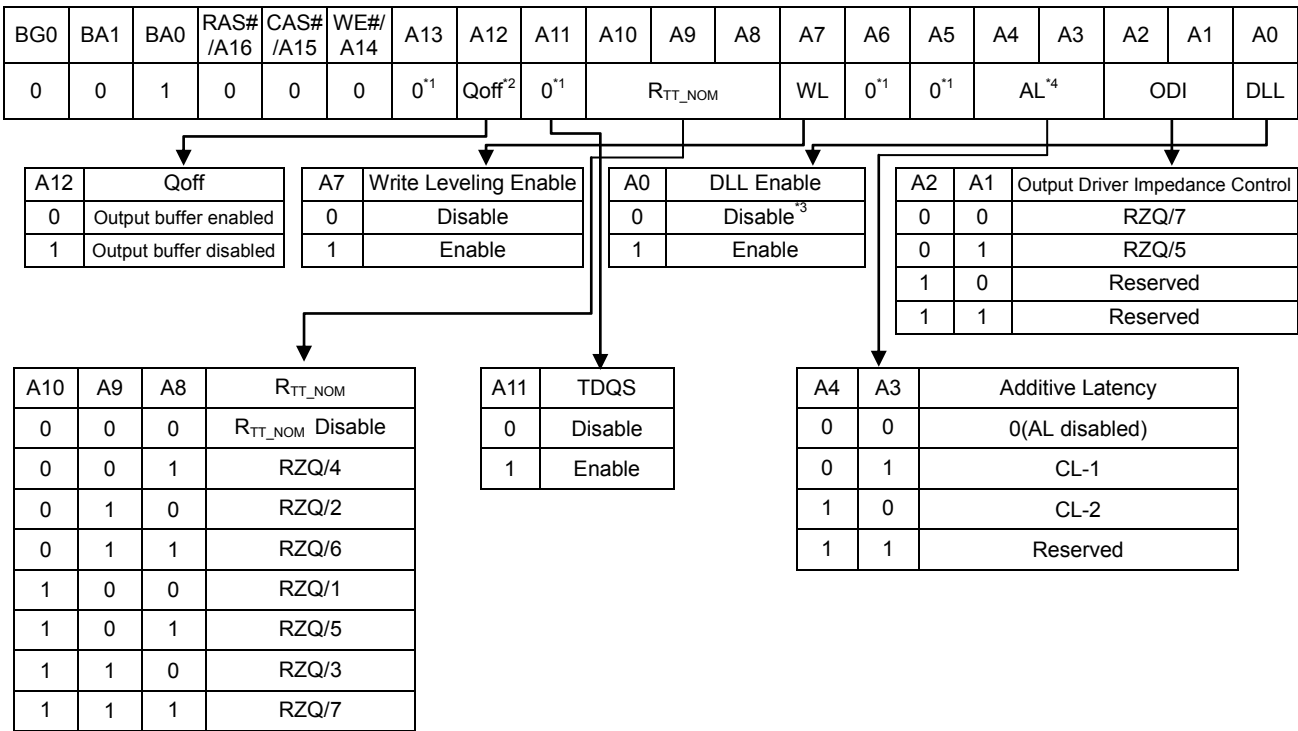 BG0 BA1 BA0 RAS# CAS# WE#/ A13 A12 A11 A10 A9 A8 A7 A6 A5 A4 A3 A2 A1 A0
/A16 /A15 A14
0 0 1 0 0 0 0*1 Qoff*2 0*1 RTT_NOM WL 0*1 0*1 AL*4 ODI DLL
A12 Qoff
0 Output buffer enabled
1 Output buffer disabled
A7 Write Leveling Enable
0 Disable
1 Enable
A0 DLL Enable
0 Disable*3
1 Enable
A2 A1 Output Driver Impedance Control
0 0 RZQ/7
0 1 RZQ/5
1 0 Reserved
1 1 Reserved
A10 A9 A8 RTT_NOM
0 0 0 RTT_NOM Disable
0 0 1 RZQ/4
0 1 0 RZQ/2
0 1 1 RZQ/6
1 0 0 RZQ/1
1 0 1 RZQ/5
1 1 0 RZQ/3
1 1 1 RZQ/7
A11 TDQS
0 Disable
1 Enable
A4 A3 Additive Latency
0 0 0(AL disabled)
0 1 CL-1
1 0 CL-2
1 1 Reserved